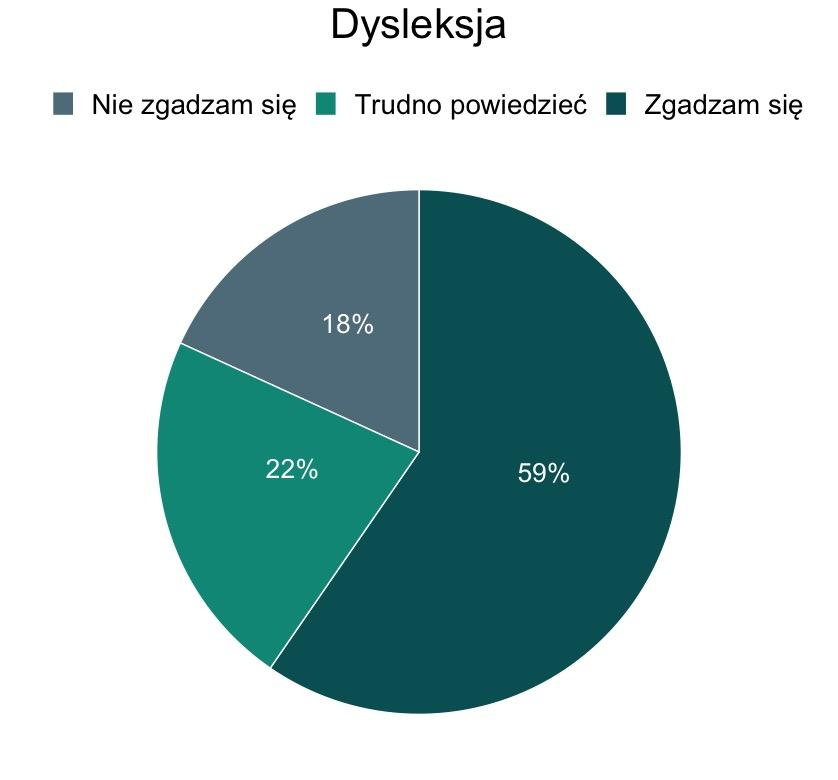 Dysleksja
Nie zgadzam się Trudno powiedzieć Zgadzam się
18%
22%
59%